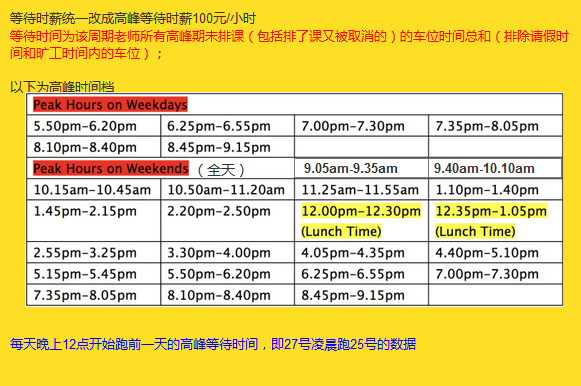 等待时薪统一改成高峰等待时薪100元/小时
等待时间为该周期老师所有高峰期未排课（包括排了课又被取消的）的车位时间总和（排除请假时
间和旷工时间内的车位）；
以下为高峰时间档
Peak Hours on Weekdays
5.50pm-6.20pm 6.25pm-6.55pm 7.00pm-7.30pm 7.35pm-8.05pm
8.10pm-8.40pm 8.45pm-9.15pm
Peak Hours on Weekends （全天） 9.05am-9.35am 9.40am-10.10am
10.15am-10.45am 10.50am-11.20am 11.25am-11.55am 1.10pm-1.40pm
1.45pm-2.15pm 2.20pm-2.50pm 12.00pm-12.30pm 12.35pm-1.05pm
(Lunch Time) (Lunch Time)
2.55pm-3.25pm 3.30pm-4.00pm 4.05pm-4.35pm 4.40pm-5.10pm
5.15pm-5.45pm 5.50pm-6.20pm 6.25pm-6.55pm 7.00pm-7.30pm
7.35pm-8.05pm 8.10pm-8.40pm 8.45pm-9.15pm
每天晚上12点开始跑前一天的高峰等待时间，即27号凌晨跑25号的数据